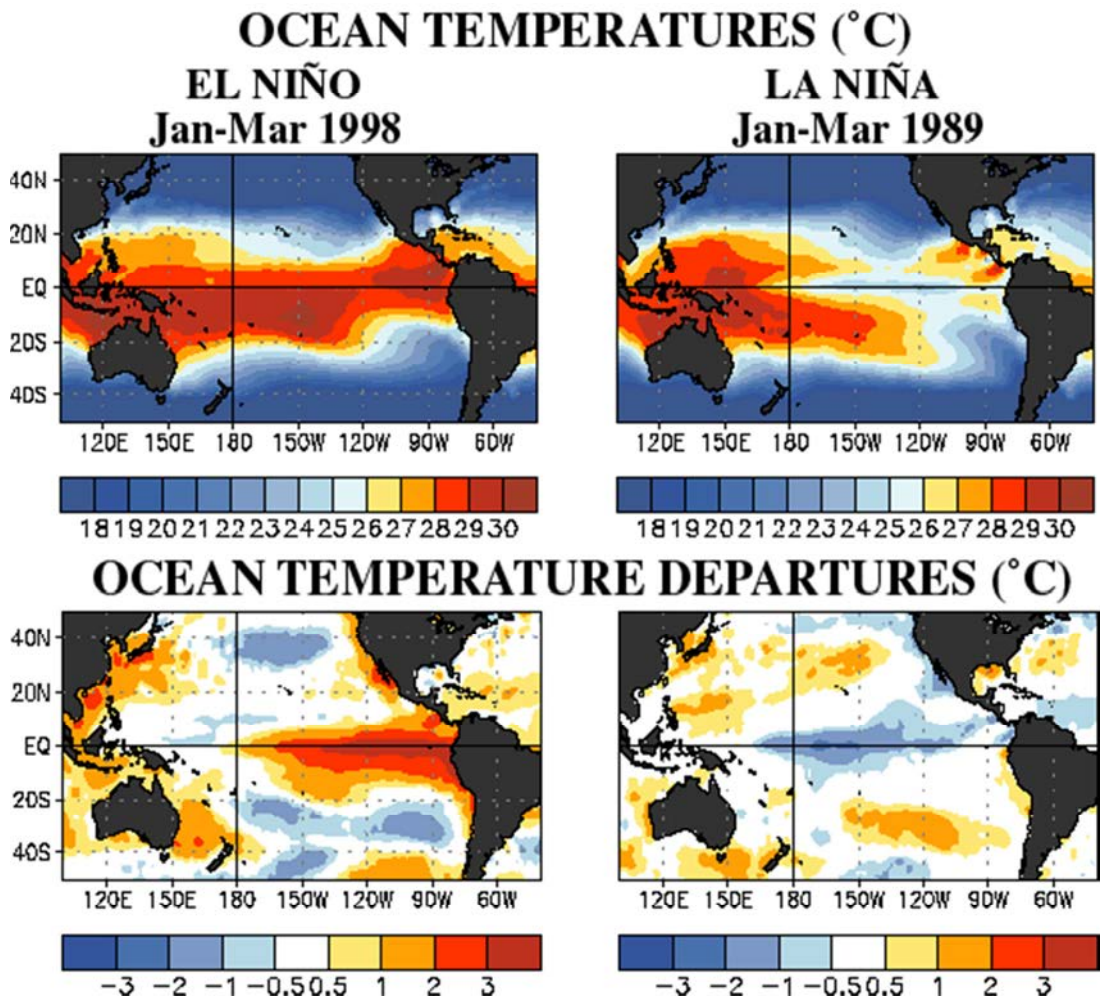 OCEAN TEMPERATURES (˚C)
EL NIÑO
Jan-Mar 1998
LA NIÑA
Jan-Mar 1989
40N
20N
EQ
20S
40S
120E 150E 180 150W 120W 90W 60W
120E 150E 180 150W 120W 90W 60W
18 19 20 21 22 23 24 25 26 27 28 29 30
18 19 20 21 22 23 24 25 26 27 28 29 30
OCEAN TEMPERATURE DEPARTURES (˚C)
40N
20N
EQ
20S
40S
120E 150E 180 150W 120W 90W 60W
120E 150E 180 150W 120W 90W 60W
-3 -2 -1 -0.5 0.5 1 2 3
-3 -2 -1 -0.5 0.5 1 2 3